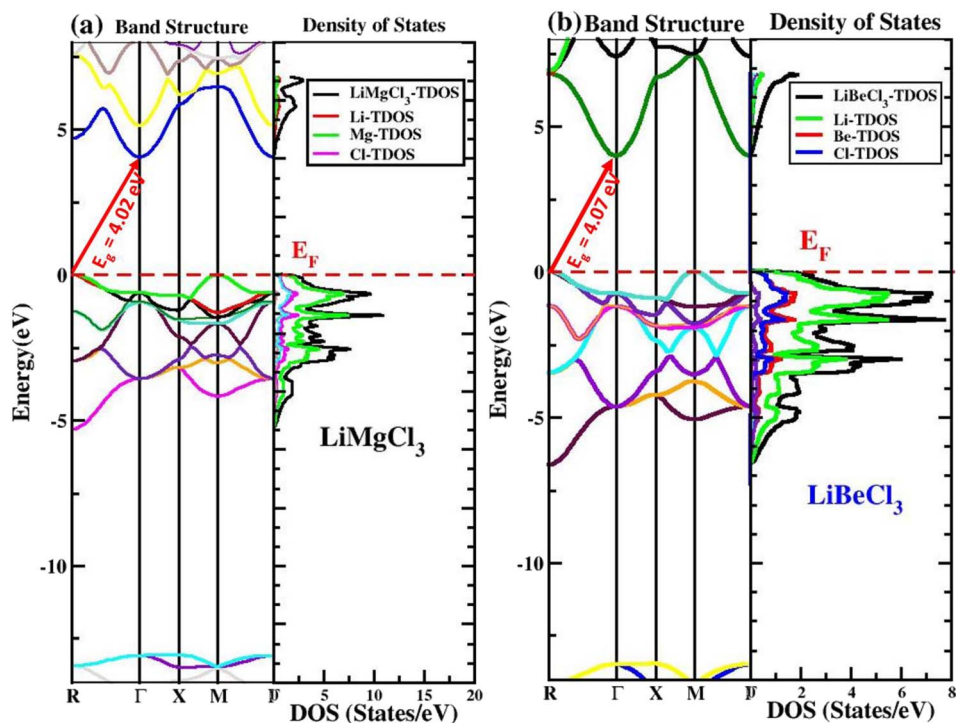 (a)
Band Structure
Density of States
LiMgCl3-TDOS
Li-TDOS
Mg-TDOS
Cl-TDOS
5
0
-5
-10
Energy(eV)
Eg = 4.02 eV
EF
LiMgCl3
R
Γ
X
M
Γ
5
10
15
20
DOS (States/eV)
(b)
Band Structure
Density of States
LiBeCl3-TDOS
Li-TDOS
Be-TDOS
Cl-TDOS
5
0
-5
-10
Energy(eV)
Eg = 4.07 eV
EF
LiBeCl3
R
Γ
X
M
2
4
6
8
DOS (States/eV)